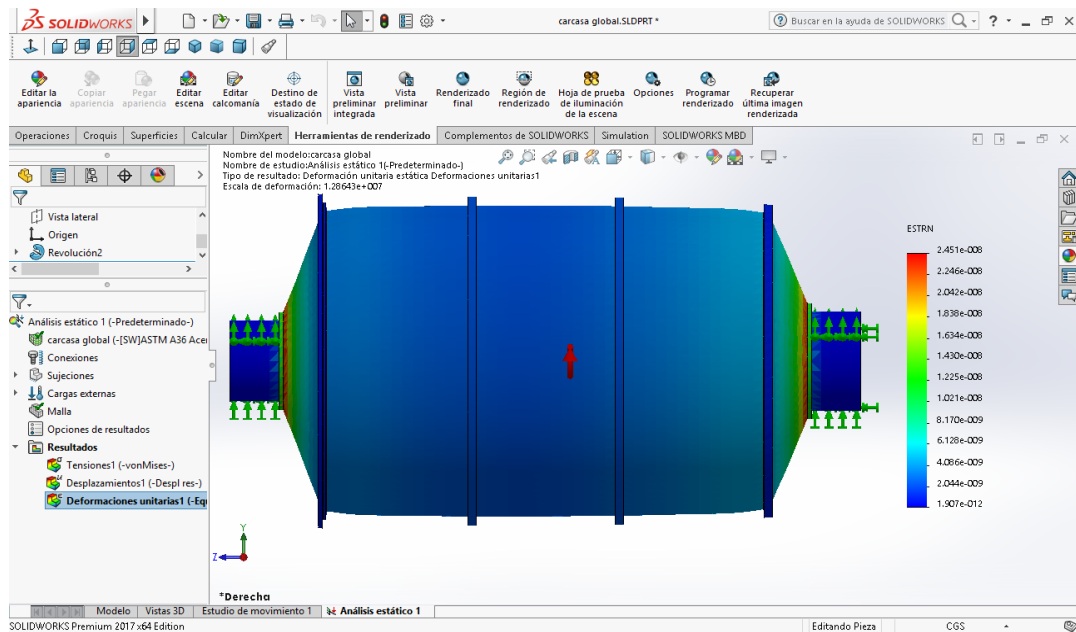 SOLIDWORKS
carcasa global.SLDPRT *
Buscar en la ayuda de SOLIDWORKS
Editar la apariencia
Copiar apariencia
Pegar apariencia
Editar escena
Editar calcomanía
Destino de estado de visualización
Vista preliminar integrada
Vista preliminar
Renderizado final
Región de renderizado
Hoja de prueba de iluminación de la escena
Opciones
Programar renderizado
Recuperar última imagen renderizada
Operaciones
Croquis
Superficies
Calcular
DimXpert
Herramientas de renderizado
Complementos de SOLIDWORKS
Simulation
SOLIDWORKS MBD
Nombre del modelo:carcasa global
Nombre de estudio:Análisis estático 1(-Predeterminado-)
Tipo de resultado: Deformación unitaria estática Deformaciones unitarias1
Escala de deformación: 1.28643e+007
Vista lateral
Origen
Revolución2
Análisis estático 1 (-Predeterminado-)
carcasa global (-[SW]ASTM A36 Ace
Conexiones
Sujeciones
Cargas externas
Malla
Opciones de resultados
Resultados
Tensiones1 (-vonMises-)
Desplazamientos1 (-Despl res-)
Deformaciones unitarias1 (-Eq
ESTRN
2.451e-008
2.246e-008
2.042e-008
1.838e-008
1.634e-008
1.430e-008
1.225e-008
1.021e-008
8.170e-009
6.128e-009
4.086e-009
2.044e-009
1.907e-012
Y
Z
*Derecha
Modelo
Vistas 3D
Estudio de movimiento 1
Análisis estático 1
SOLIDWORKS Premium 2017 x64 Edition
Editando Pieza
CGS